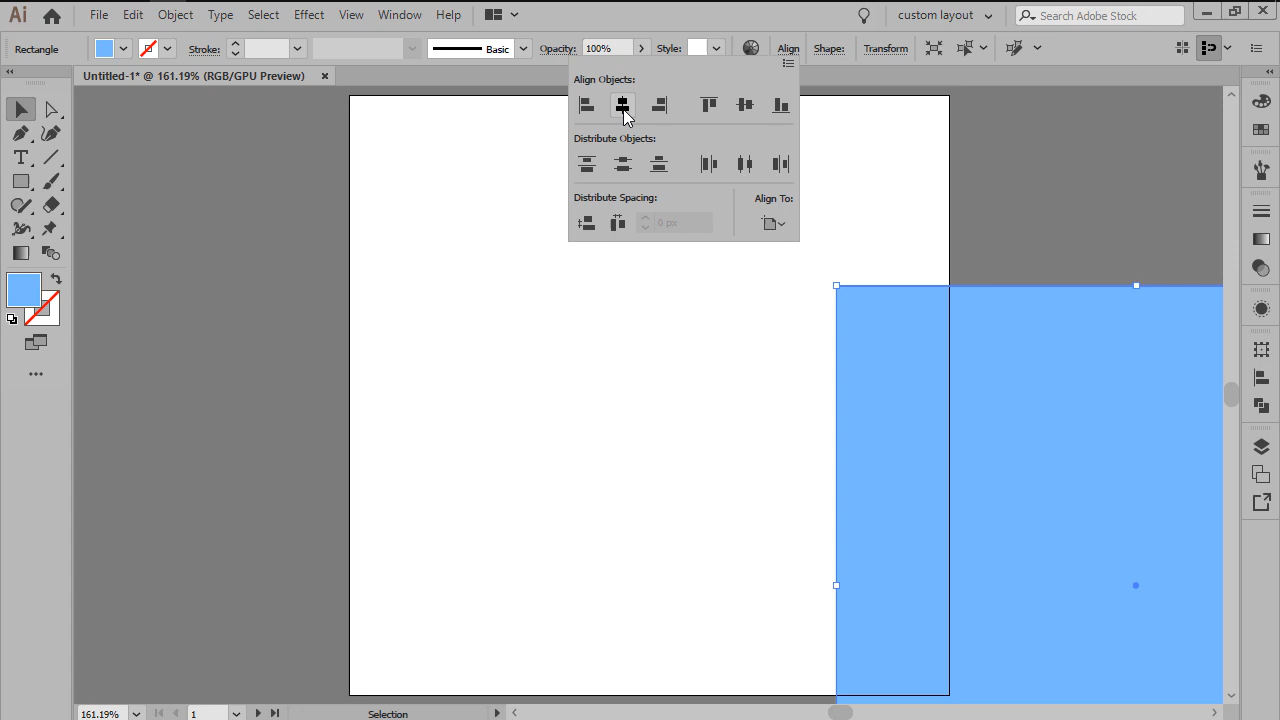 Ai File Edit Object Type Select Effect View Window Help custom layout Search Adobe Stock
Rectangle Stroke: Basic Opacity: 100% Style: Align Shape: Transform
Untitled-1* @ 161.19% (RGB/GPU Preview)
Align Objects:
Distribute Objects:
Distribute Spacing: Align To:
0 px
161.19% 1 Selection